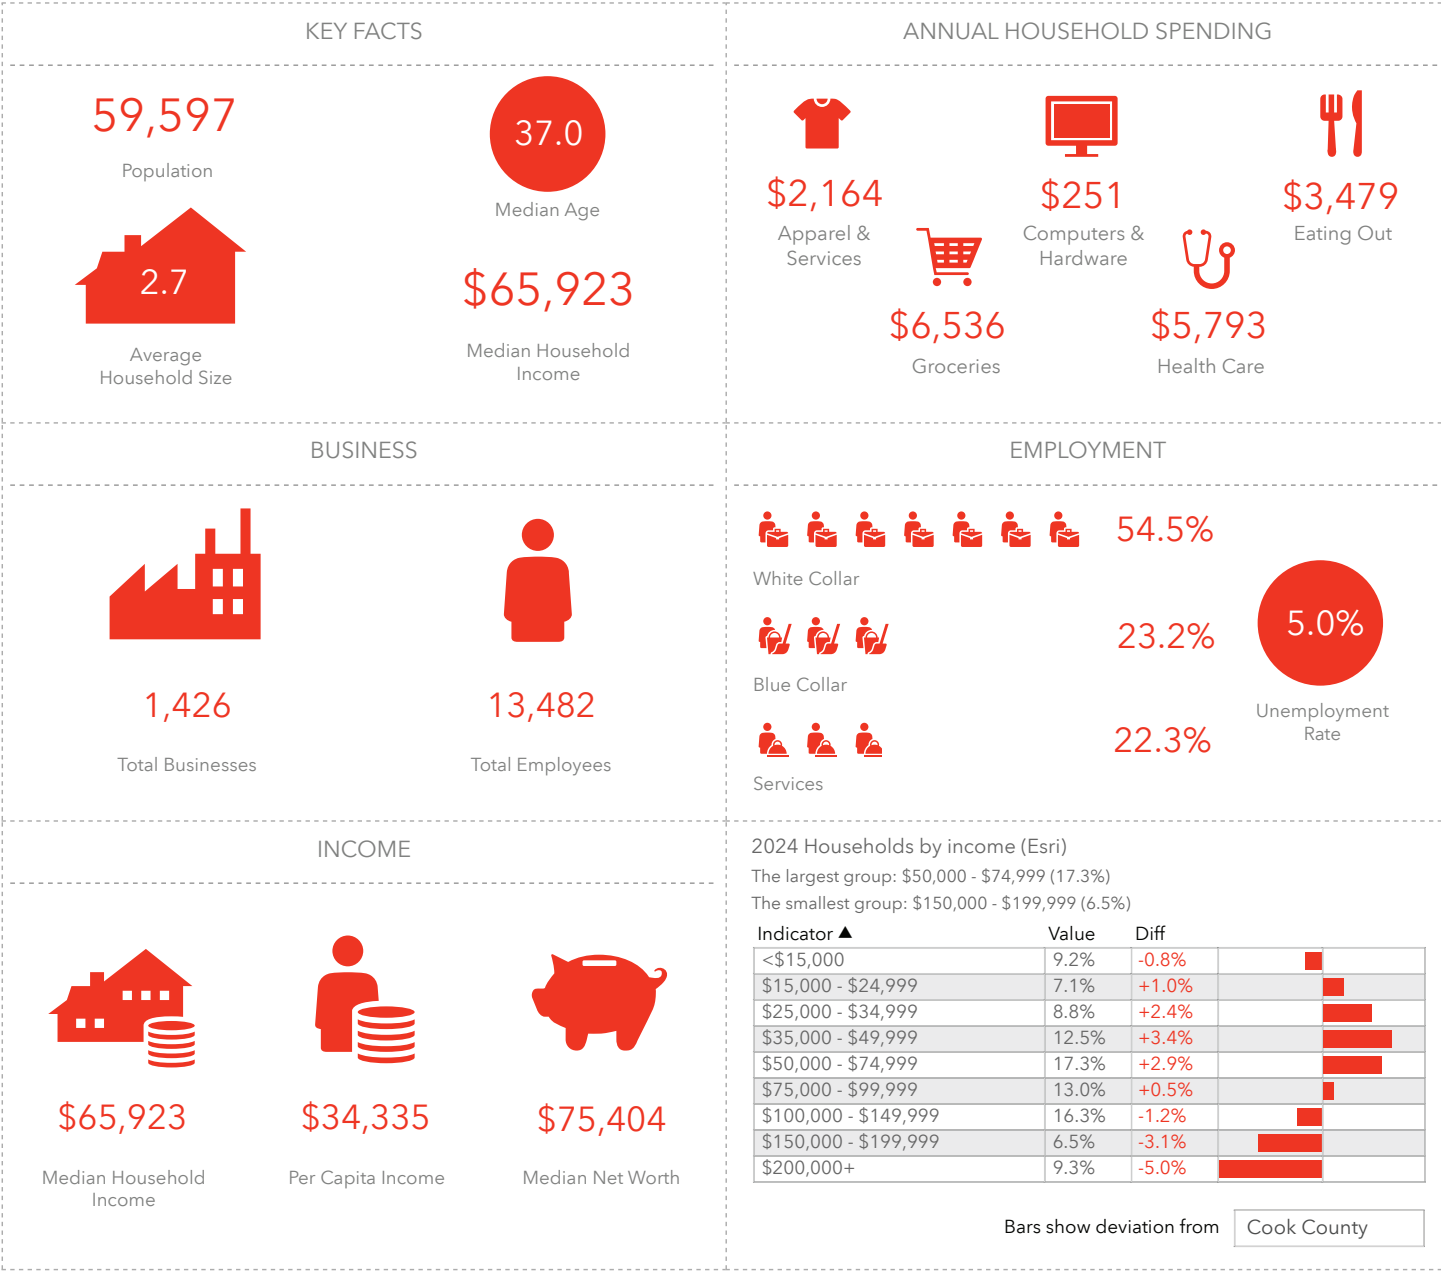 KEY FACTS
59,597
Population
37.0
Median Age
2.7
Average
Household Size
$65,923
Median Household
Income
ANNUAL HOUSEHOLD SPENDING
$2,164
Apparel &
Services
$251
Computers &
Hardware
$3,479
Eating Out
$6,536
Groceries
$5,793
Health Care
BUSINESS
1,426
Total Businesses
13,482
Total Employees
EMPLOYMENT
54.5%
White Collar
23.2%
Blue Collar
22.3%
Services
5.0%
Unemployment
Rate
INCOME
$65,923
Median Household
Income
$34,335
Per Capita Income
$75,404
Median Net Worth
2024 Households by income (Esri)
The largest group: $50,000 - $74,999 (17.3%)
The smallest group: $150,000 - $199,999 (6.5%)
Indicator ▲ Value Diff
<$15,000 9.2% -0.8%
$15,000 - $24,999 7.1% +1.0%
$25,000 - $34,999 8.8% +2.4%
$35,000 - $49,999 12.5% +3.4%
$50,000 - $74,999 17.3% +2.9%
$75,000 - $99,999 13.0% +0.5%
$100,000 - $149,999 16.3% -1.2%
$150,000 - $199,999 6.5% -3.1%
$200,000+ 9.3% -5.0%
Bars show deviation from Cook County